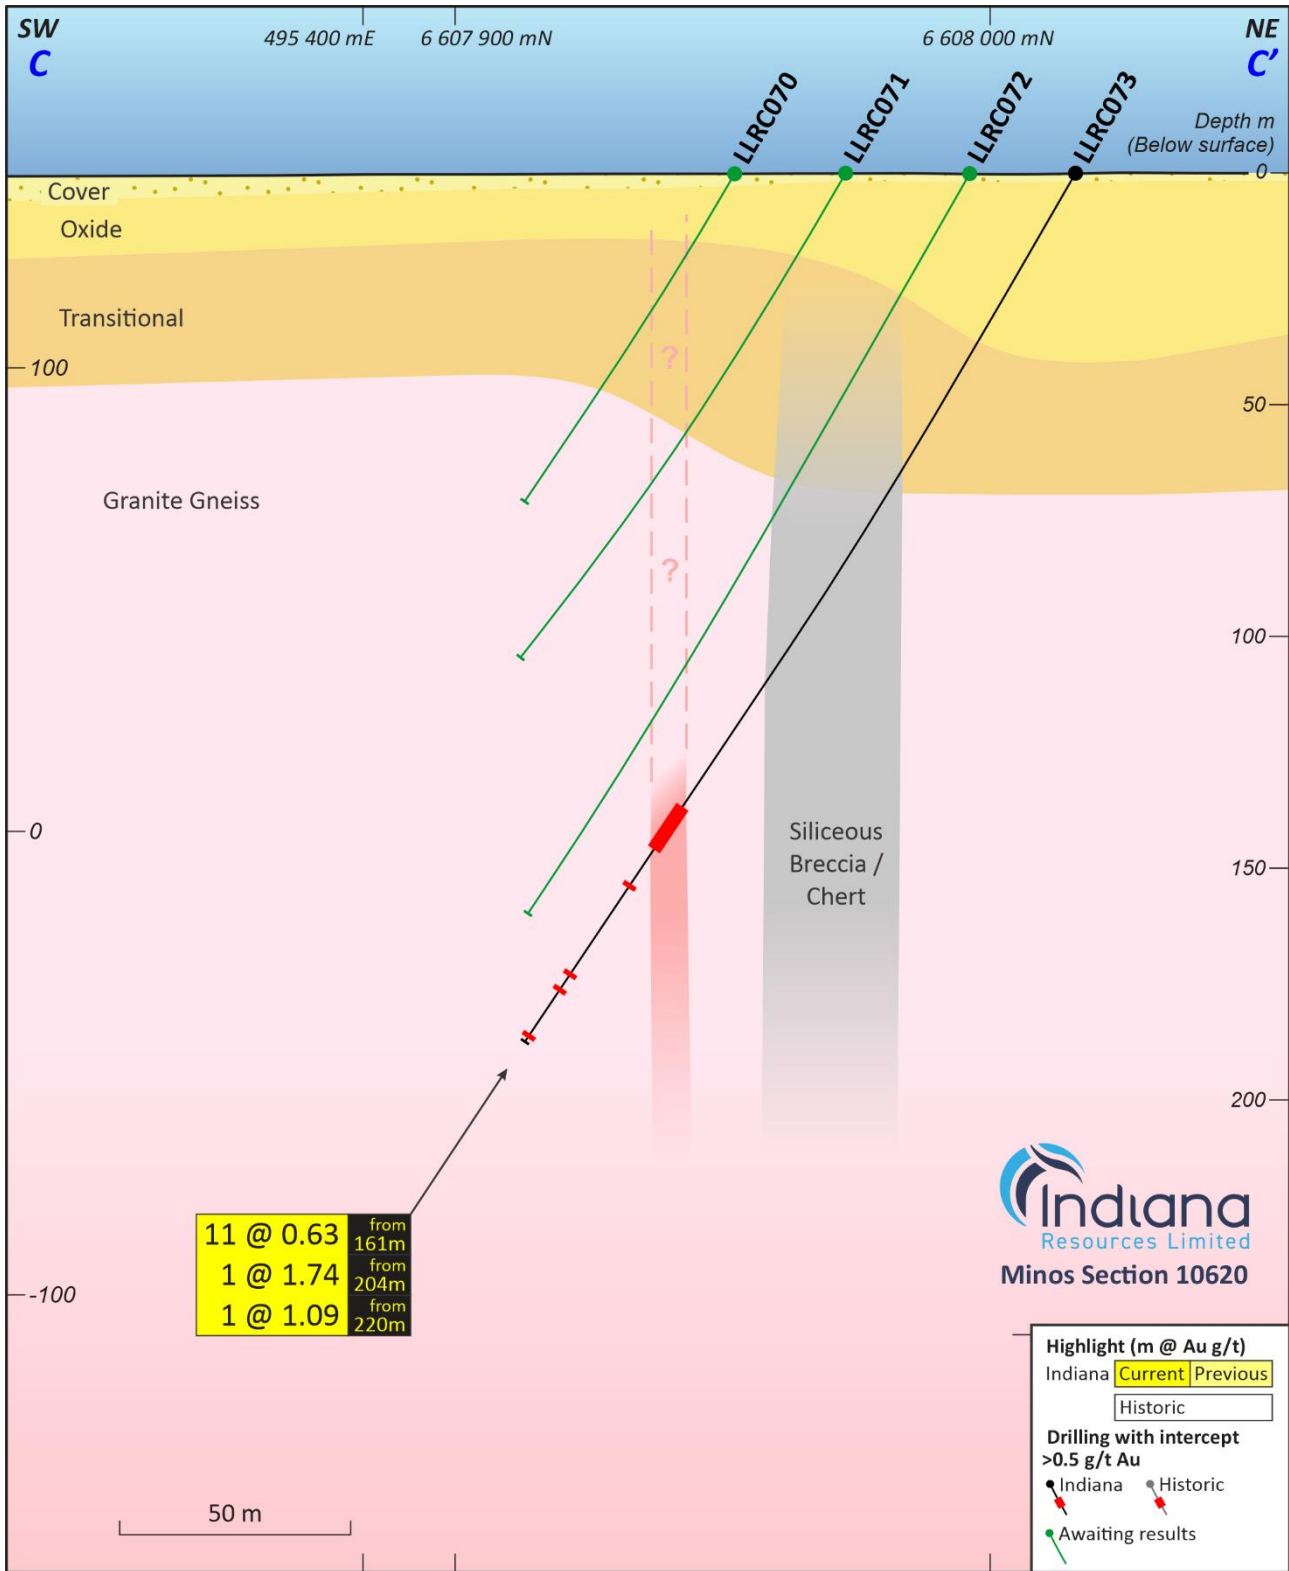 SW
C
495 400 mE
6 607 900 mN
6 608 000 mN
NE
C’
LLRC070
LLRC071
LLRC072
LLRC073
Depth m
(Below surface)
0
Cover
Oxide
Transitional
?
100
50
Granite Gneiss
?
100
0
Siliceous
Breccia /
Chert
150
200
11 @ 0.63 from 161m
1 @ 1.74 from 204m
1 @ 1.09 from 220m
Indiana
Resources Limited
Minos Section 10620
-100
Highlight (m @ Au g/t)
Indiana Current Previous
Historic
Drilling with intercept
>0.5 g/t Au
Indiana Historic
Awaiting results
50 m